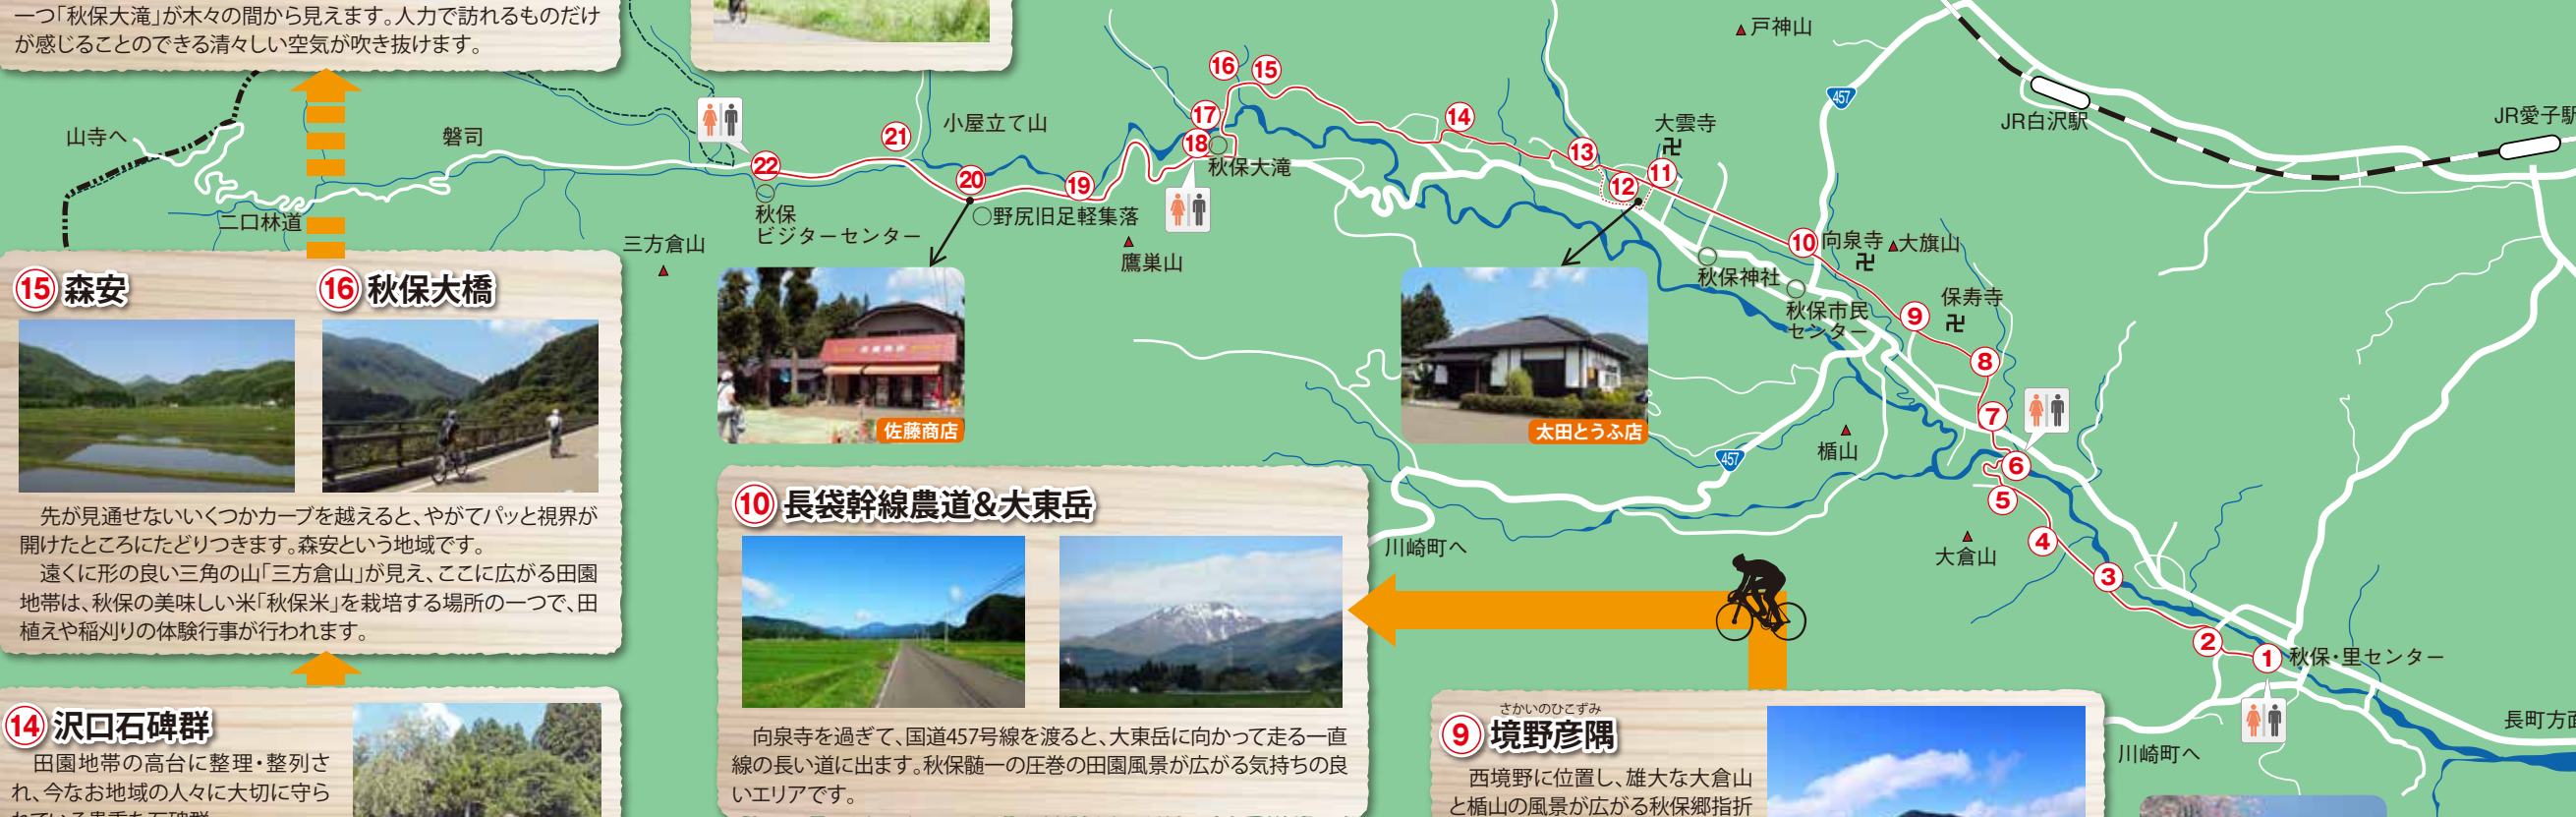 一つ「秋保大滝」が木々の間から見えます。人力で訪れるものだけ
が感じることのできる清々しい空気が吹き抜けます。
戸神山
457
JR白沢駅
JR愛子駅
山寺へ
磐司
二口林道
三方倉山
22
秋保
ビジターセンター
21
小屋立て山
20
○野尻旧足軽集落
19
鷹巣山
18
17
秋保大滝
16
15
14
13
12
11
大雲寺
10
向泉寺
大旗山
秋保神社
秋保市民
センター
9
保寿寺
8
7
6
5
4
3
2
1
秋保・里センター
457
楯山
大倉山
川崎町へ
川崎町へ
長町方面
佐藤商店
太田とうふ店
15 森安
16 秋保大橋
先が見通せないいくつかカーブを越えると、やがてパッと視界が
開けたところにたどりつきます。森安という地域です。
遠くに形の良い三角の山「三方倉山」が見え、ここに広がる田園
地帯は、秋保の美味しい米「秋保米」を栽培する場所の一つで、田
植えや稲刈りの体験行事が行われます。
14 沢口石碑群
田園地帯の高台に整理・整列さ
れ、今なお地域の人々に大切に守ら
10 長袋幹線農道&大東岳
向泉寺を過ぎて、国道457号線を渡ると、大東岳に向かって走る一直
線の長い道に出ます。秋保髄一の圧巻の田園風景が広がる気持ちの良
いエリアです。
さかいのひこずみ
9 境野彦隅
西境野に位置し、雄大な大倉山
と楯山の風景が広がる秋保郷指折